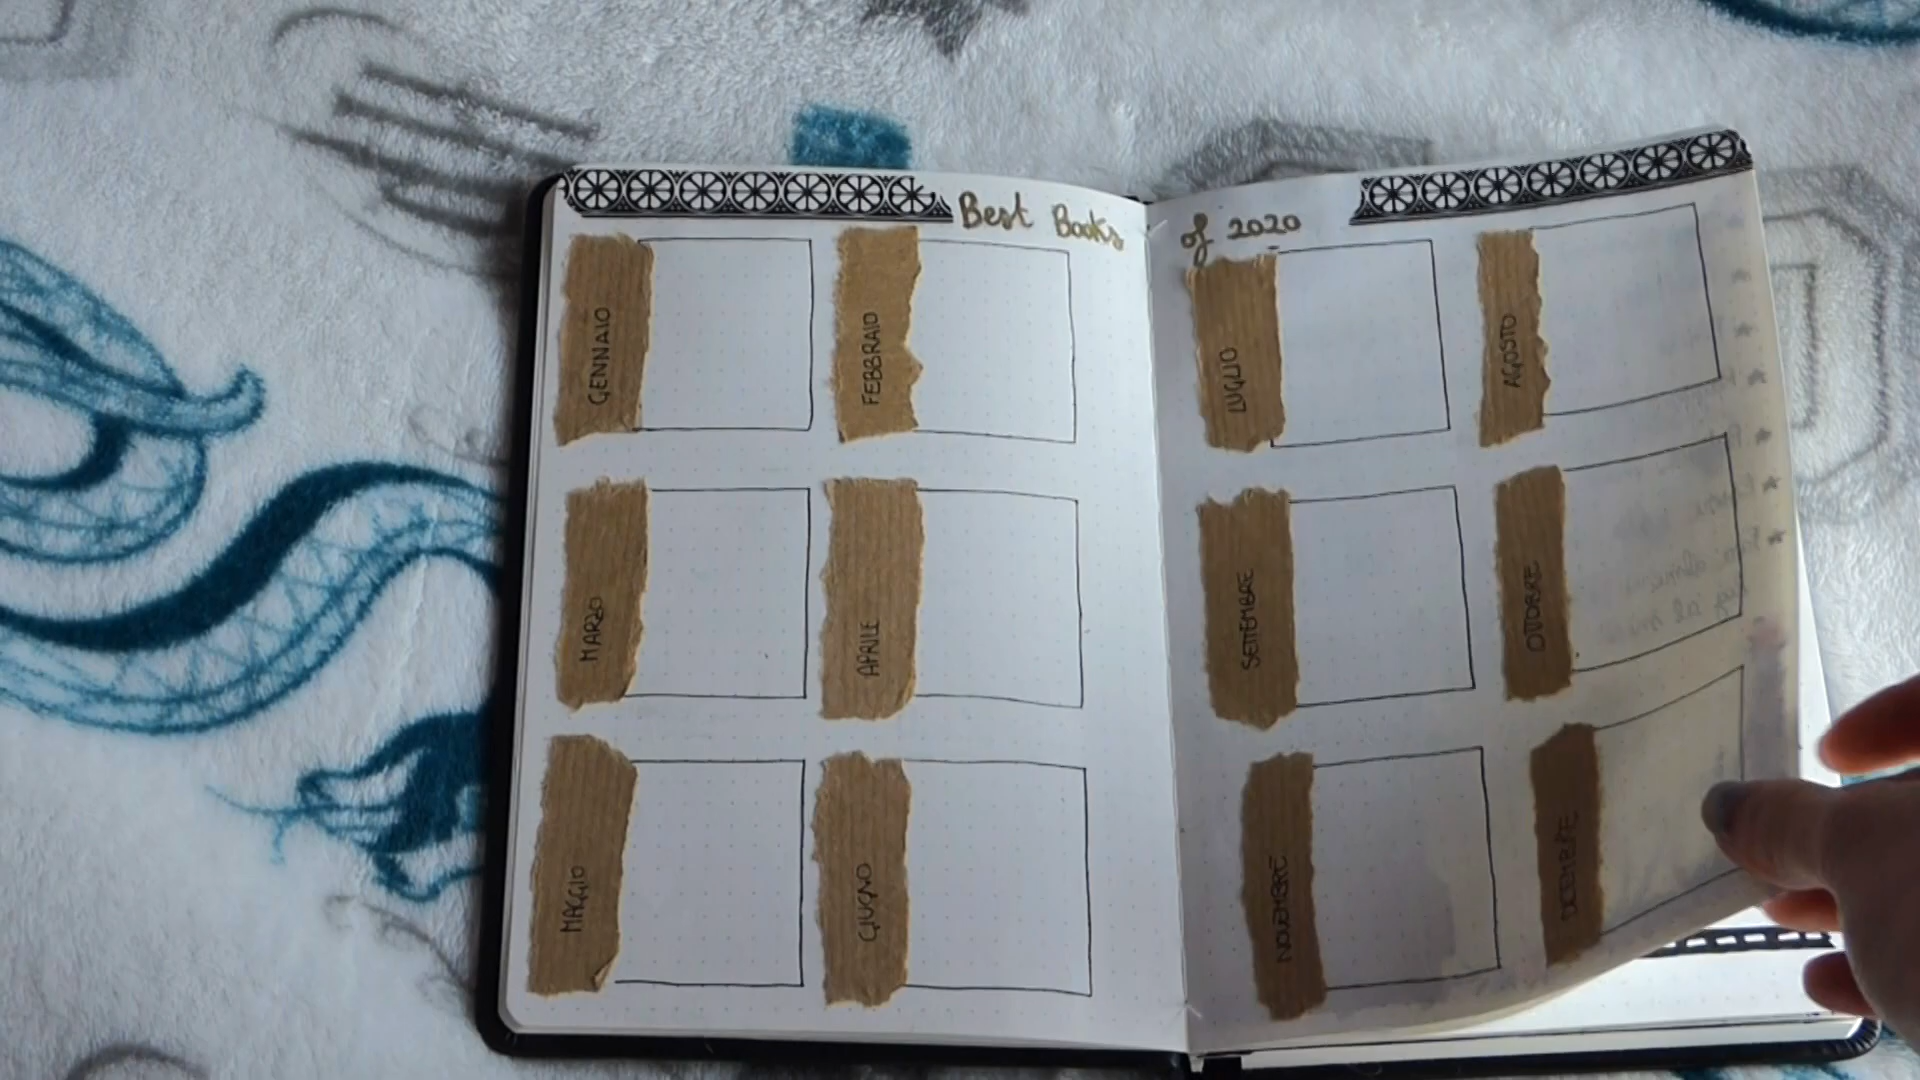 Best Books of 2020
GENNAIO
FEBBRAIO
MARZO
APRILE
MAGGIO
GIUGNO
LUGLIO
AGOSTO
SETTEMBRE
OTTOBRE
NOVEMBRE
DICEMBRE